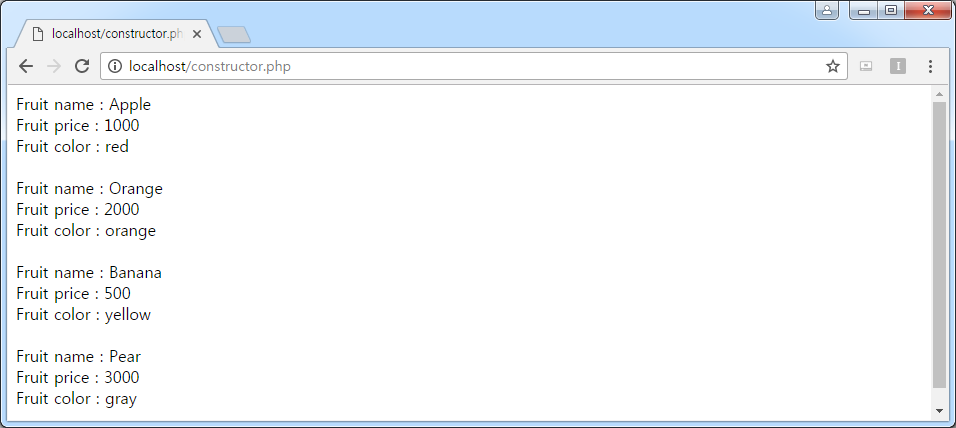 localhost/constructor.ph
localhost/constructor.php
Fruit name : Apple
Fruit price : 1000
Fruit color : red
Fruit name : Orange
Fruit price : 2000
Fruit color : orange
Fruit name : Banana
Fruit price : 500
Fruit color : yellow
Fruit name : Pear
Fruit price : 3000
Fruit color : gray